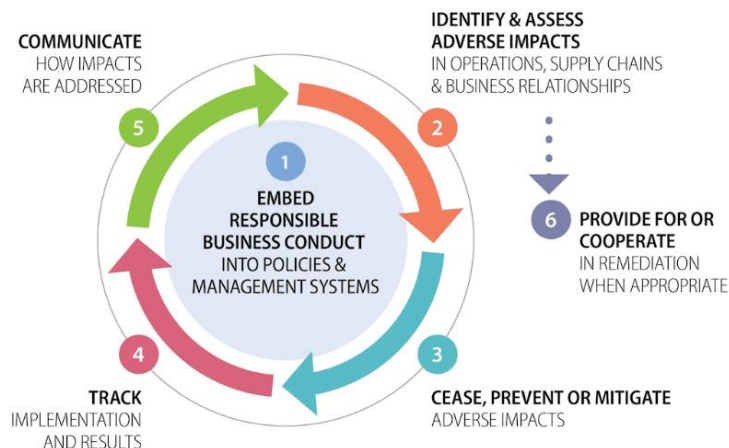 1
EMBED
RESPONSIBLE
BUSINESS CONDUCT
INTO POLICIES &
MANAGEMENT SYSTEMS
2
IDENTIFY & ASSESS
ADVERSE IMPACTS
IN OPERATIONS, SUPPLY CHAINS
& BUSINESS RELATIONSHIPS
3
CEASE, PREVENT OR MITIGATE
ADVERSE IMPACTS
4
TRACK
IMPLEMENTATION
AND RESULTS
5
COMMUNICATE
HOW IMPACTS
ARE ADDRESSED
6
PROVIDE FOR OR
COOPERATE
IN REMEDIATION
WHEN APPROPRIATE